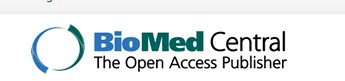 BioMed Central
The Open Access Publisher